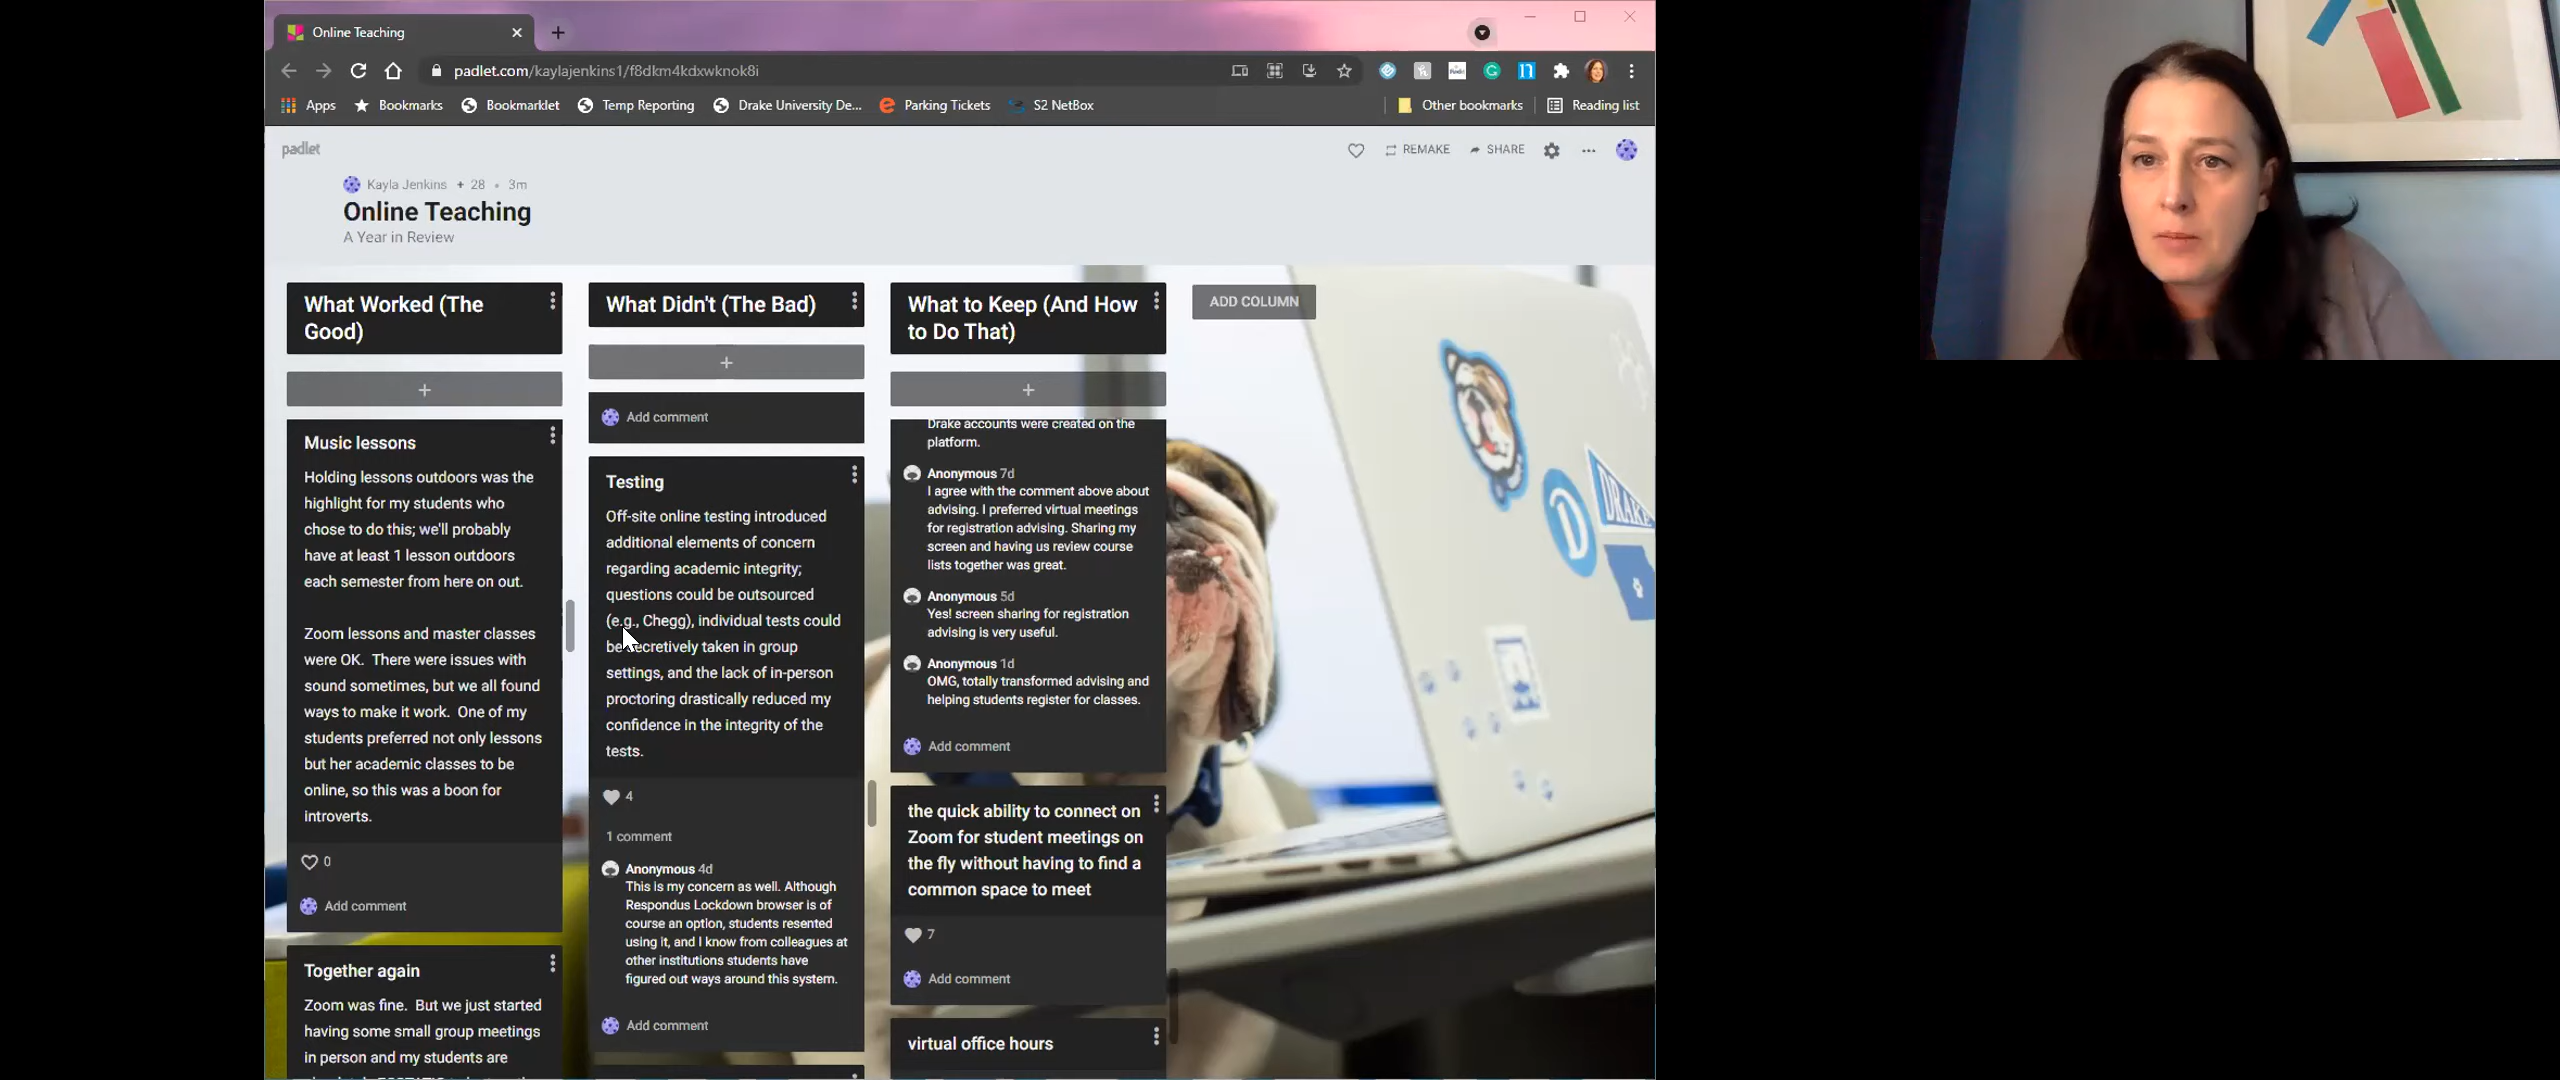 Online Teaching
padlet.com/kaylajenkins1/f8dkm4kdxwknok8i
Apps Bookmarks Bookmarklet Temp Reporting Drake University De... Parking Tickets S2 NetBox Other bookmarks Reading list
padlet
REMAKE SHARE
Kayla Jenkins + 28 • 3m
Online Teaching
A Year in Review
What Worked (The
Good)
+
Music lessons
Holding lessons outdoors was the
highlight for my students who
chose to do this; we'll probably
have at least 1 lesson outdoors
each semester from here on out.
Zoom lessons and master classes
were OK. There were issues with
sound sometimes, but we all found
ways to make it work. One of my
students preferred not only lessons
but her academic classes to be
online, so this was a boon for
introverts.
0
Add comment
Together again
Zoom was fine. But we just started
having some small group meetings
in person and my students are
What Didn't (The Bad)
+
Add comment
Testing
Off-site online testing introduced
additional elements of concern
regarding academic integrity;
questions could be outsourced
(e.g., Chegg), individual tests could
be secretively taken in group
settings, and the lack of in-person
proctoring drastically reduced my
confidence in the integrity of the
tests.
4
1 comment
Anonymous 4d
This is my concern as well. Although
Respondus Lockdown browser is of
course an option, students resented
using it, and I know from colleagues at
other institutions students have
figured out ways around this system.
Add comment
What to Keep (And How
to Do That)
+
Drake accounts were created on the
platform.
Anonymous 7d
I agree with the comment above about
advising. I preferred virtual meetings
for registration advising. Sharing my
screen and having us review course
lists together was great.
Anonymous 5d
Yes! screen sharing for registration
advising is very useful.
Anonymous 1d
OMG, totally transformed advising and
helping students register for classes.
Add comment
the quick ability to connect on
Zoom for student meetings on
the fly without having to find a
common space to meet
7
Add comment
virtual office hours
ADD COLUMN
D
DRAKE